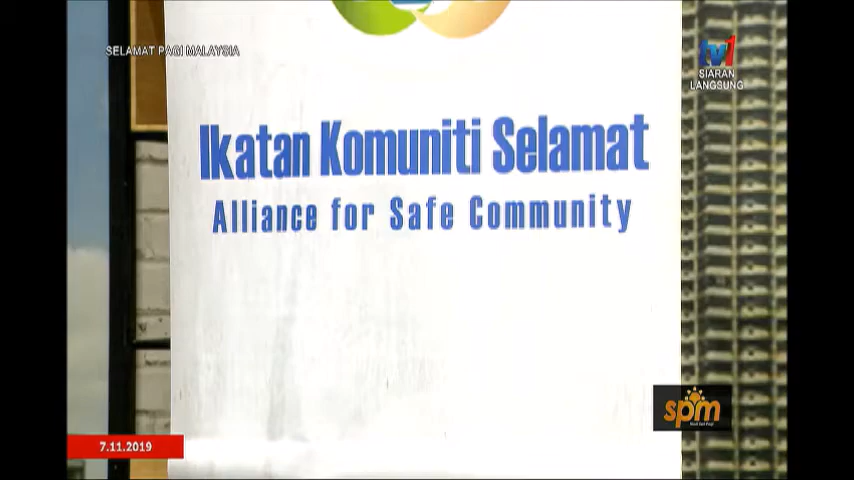 SELAMAT PAGI MALAYSIA
tv1
SIARAN
LANGSUNG
Ikatan Komuniti Selamat
Alliance for Safe Community
spm
7.11.2019